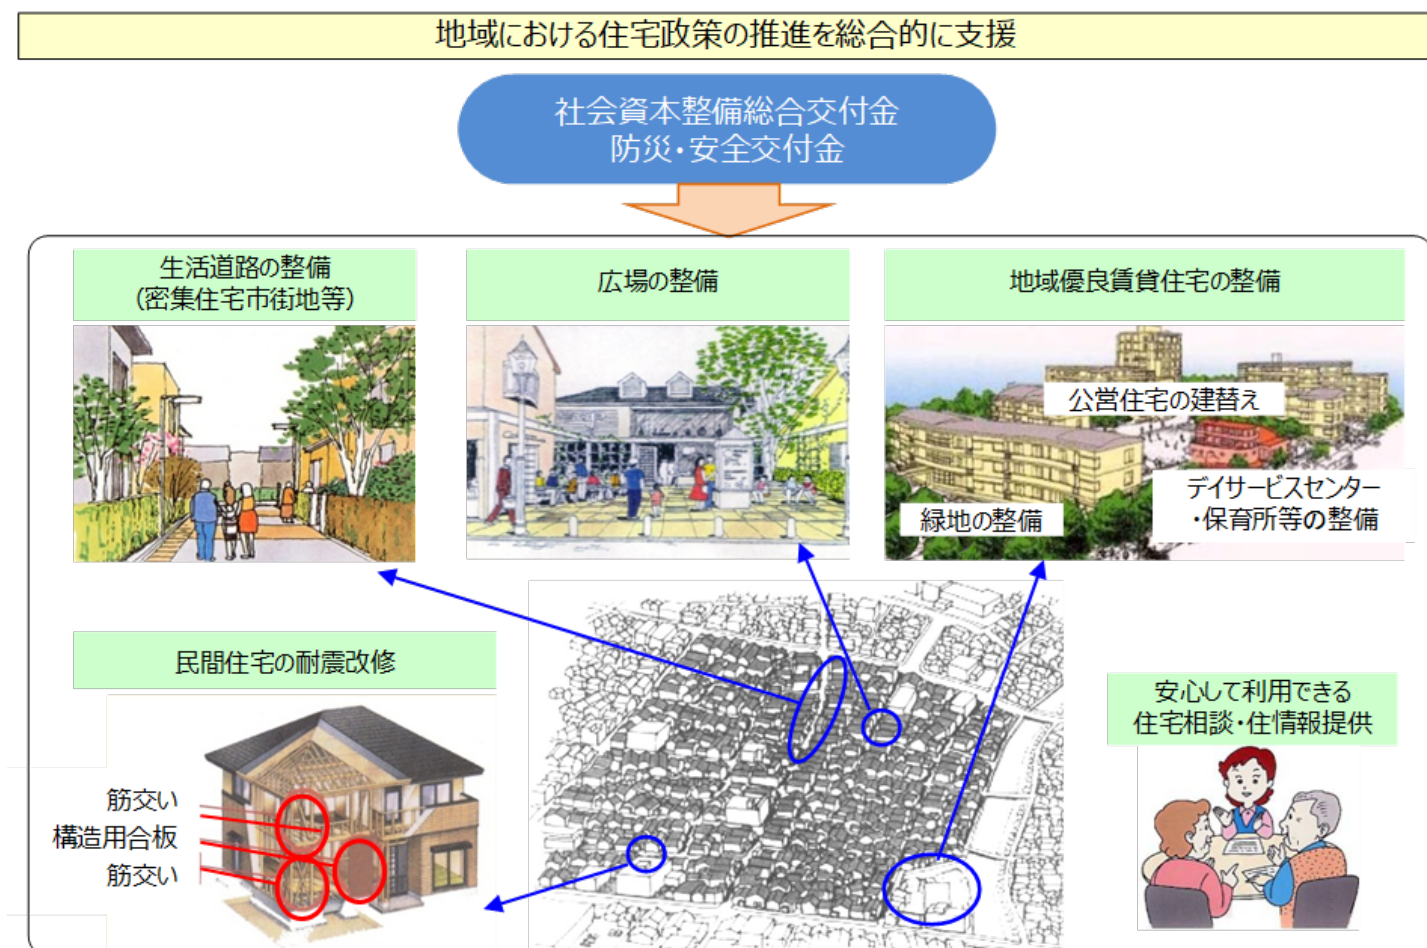 地域における住宅政策の推進を総合的に支援
社会資本整備総合交付金
防災・安全交付金
生活道路の整備
（密集住宅市街地等）
広場の整備
地域優良賃貸住宅の整備
公営住宅の建替え
デイサービスセンター
・保育所等の整備
緑地の整備
民間住宅の耐震改修
筋交い
構造用合板
筋交い
安心して利用できる
住宅相談・住情報提供